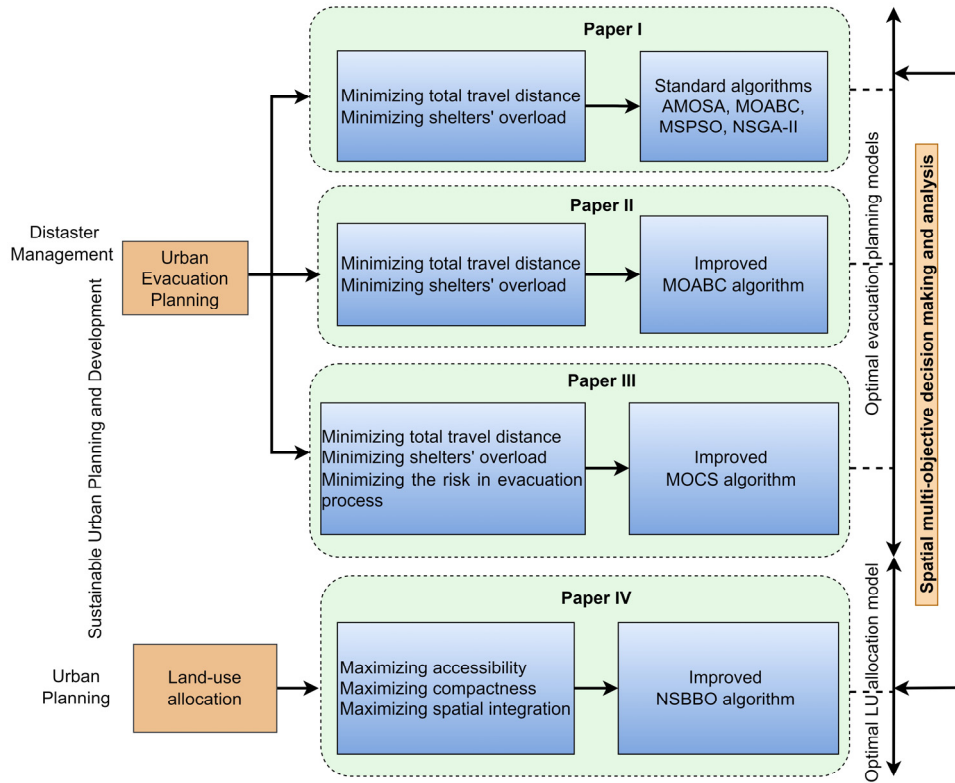 Paper I
Minimizing total travel distance
Minimizing shelters' overload
Standard algorithms
AMOSA, MOABC,
MSPSO, NSGA-II
Paper II
Minimizing total travel distance
Minimizing shelters' overload
Improved
MOABC algorithm
Distaster
Management
Urban
Evacuation
Planning
Sustainable Urban Planning and Development
Paper III
Minimizing total travel distance
Minimizing shelters' overload
Minimizing the risk in evacuation
process
Improved
MOCS algorithm
Optimal evacuation planning models
Spatial multi-objective decision making and analysis
Paper IV
Urban
Planning
Land-use
allocation
Maximizing accessibility
Maximizing compactness
Maximizing spatial integration
Improved
NSBBO algorithm
Optimal LU allocation model